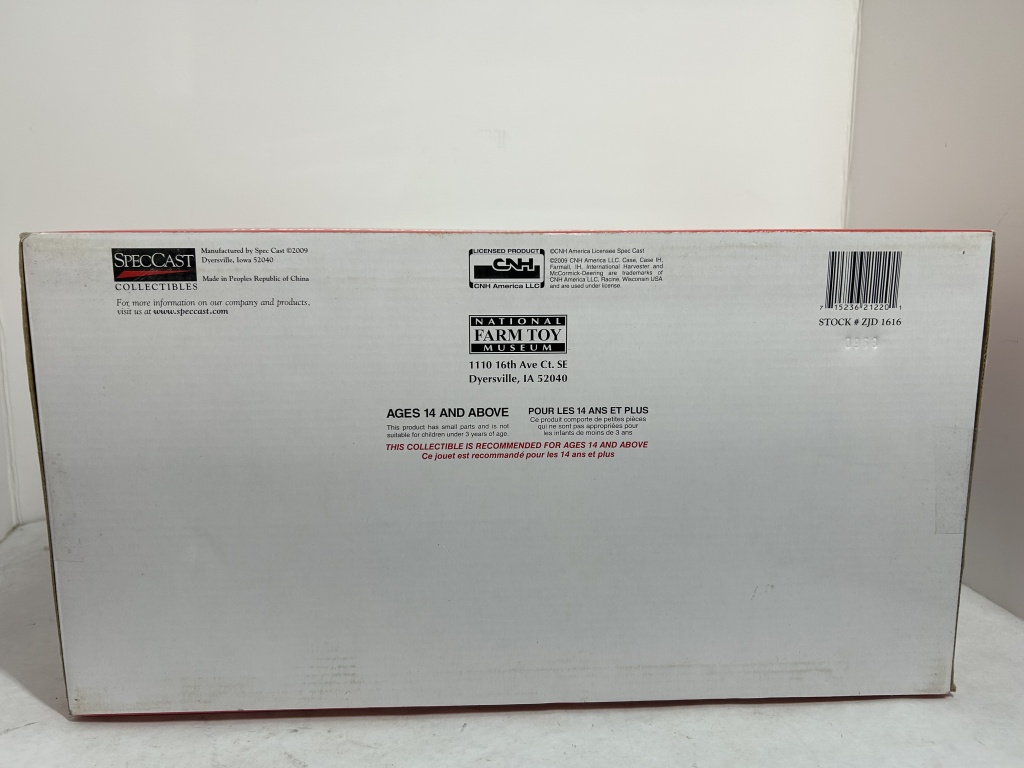 SPECCAST
COLLECTIBLES
Manufactured by Spec Cast ©2009
Dyersville, Iowa 52040
Made in Peoples Republic of China
For more information on our company and products,
visit us at www.speccast.com
LICENSED PRODUCT
CNH
CNH America LLC
©CNH America Licensee Spec Cast
©2009 CNH America LLC. Case, Case IH,
Farmall, IH, International Harvester and
McCormick-Deering are trademarks of
CNH America LLC, Racine, Wisconsin USA
and are used under license.
NATIONAL
FARM TOY
MUSEUM
1110 16th Ave Ct. SE
Dyersville, IA 52040
7 15236 21220 1
STOCK # ZJD 1616
AGES 14 AND ABOVE
This product has small parts and is not
suitable for children under 3 years of age.
POUR LES 14 ANS ET PLUS
Ce produit comporte de petites pièces
qui ne sont pas appropriées pour
les infants de moins de 3 ans
THIS COLLECTIBLE IS RECOMMENDED FOR AGES 14 AND ABOVE
Ce jouet est recommandé pour les 14 ans et plus